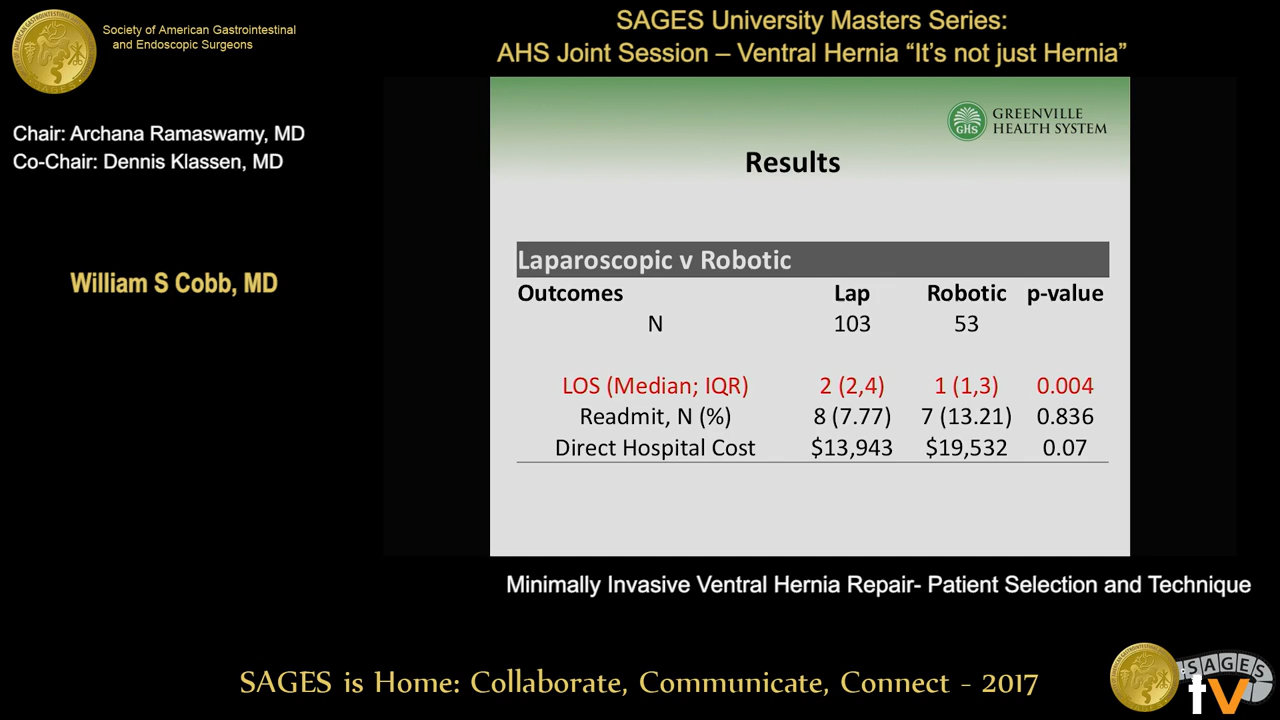 Society of American Gastrointestinal
and Endoscopic Surgeons
SAGES University Masters Series:
AHS Joint Session – Ventral Hernia “It’s not just Hernia”
Chair: Archana Ramaswamy, MD
Co-Chair: Dennis Klassen, MD
William S Cobb, MD
GHS
GREENVILLE
HEALTH SYSTEM
Results
Laparoscopic v Robotic
Outcomes Lap Robotic p-value
N 103 53
LOS (Median; IQR) 2 (2,4) 1 (1,3) 0.004
Readmit, N (%) 8 (7.77) 7 (13.21) 0.836
Direct Hospital Cost $13,943 $19,532 0.07
Minimally Invasive Ventral Hernia Repair- Patient Selection and Technique
SAGES is Home: Collaborate, Communicate, Connect - 2017
SAGES
tv